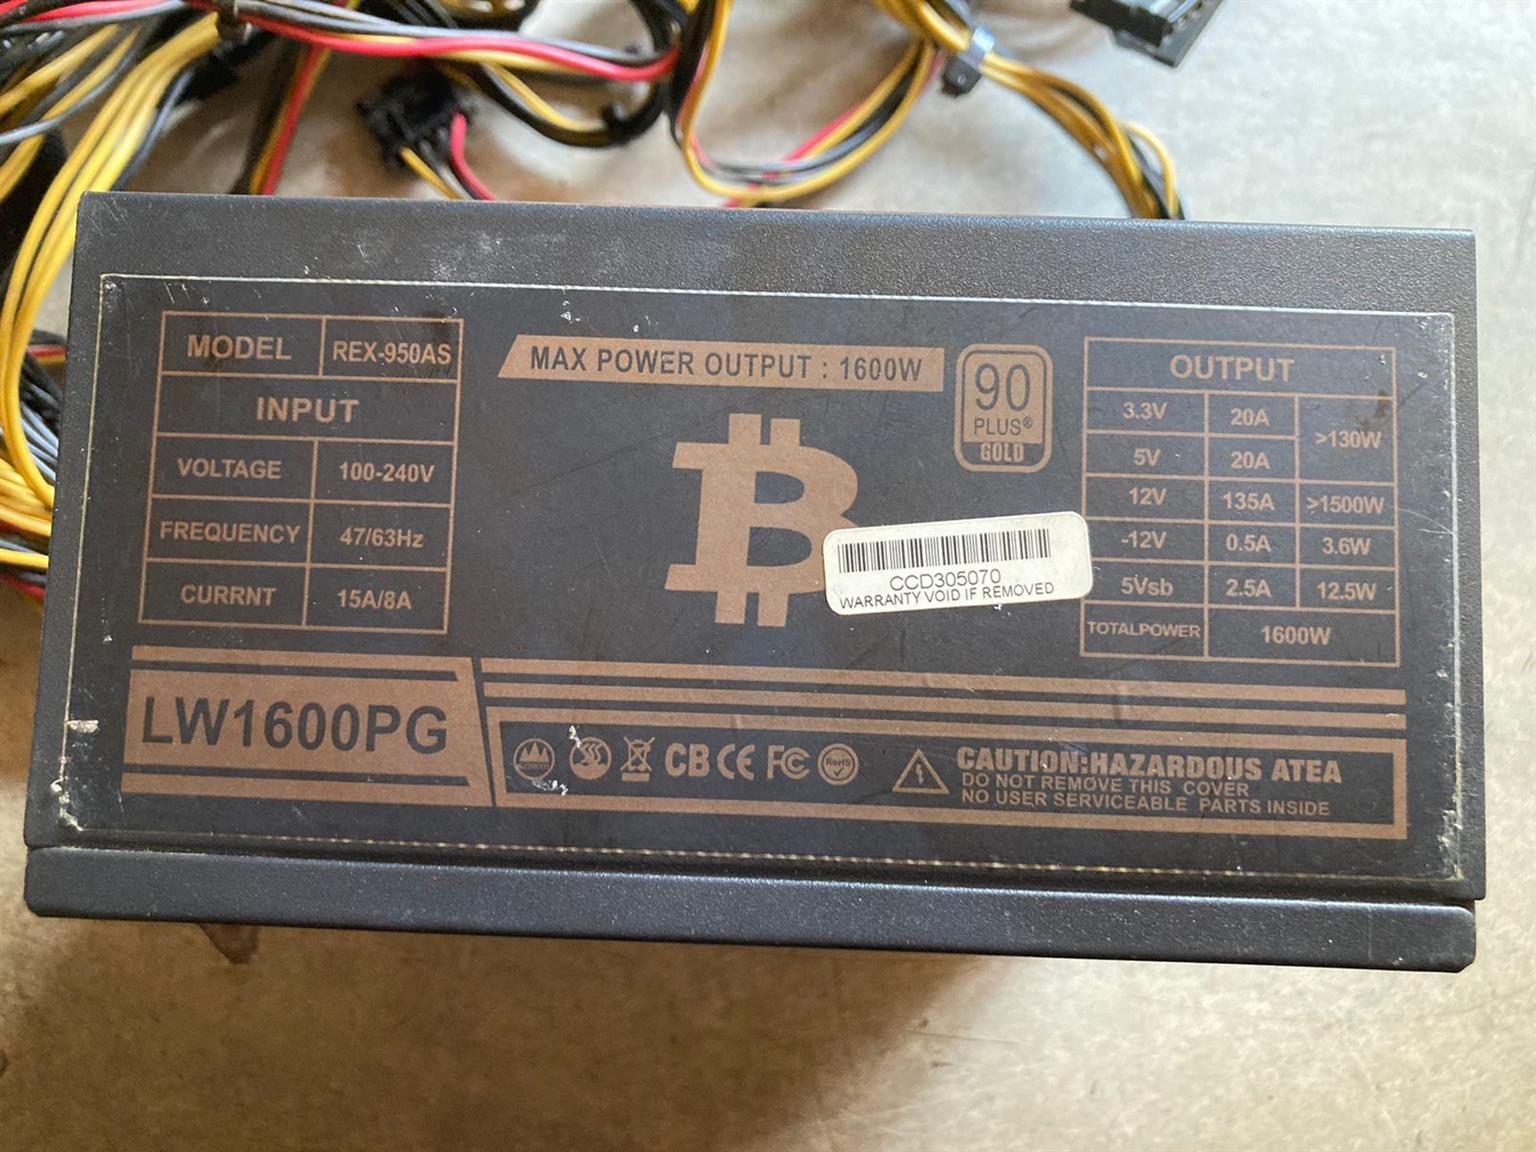 MODEL REX-950AS
INPUT
VOLTAGE 100-240V
FREQUENCY 47/63Hz
CURRNT 15A/8A
MAX POWER OUTPUT : 1600W
90
PLUS®
GOLD
CCD305070
WARRANTY VOID IF REMOVED
OUTPUT
3.3V 20A >130W
5V 20A
12V 135A >1500W
-12V 0.5A 3.6W
5Vsb 2.5A 12.5W
TOTALPOWER 1600W
LW1600PG
CB CE FC RoHS
CAUTION:HAZARDOUS ATEA
DO NOT REMOVE THIS COVER
NO USER SERVICEABLE PARTS INSIDE